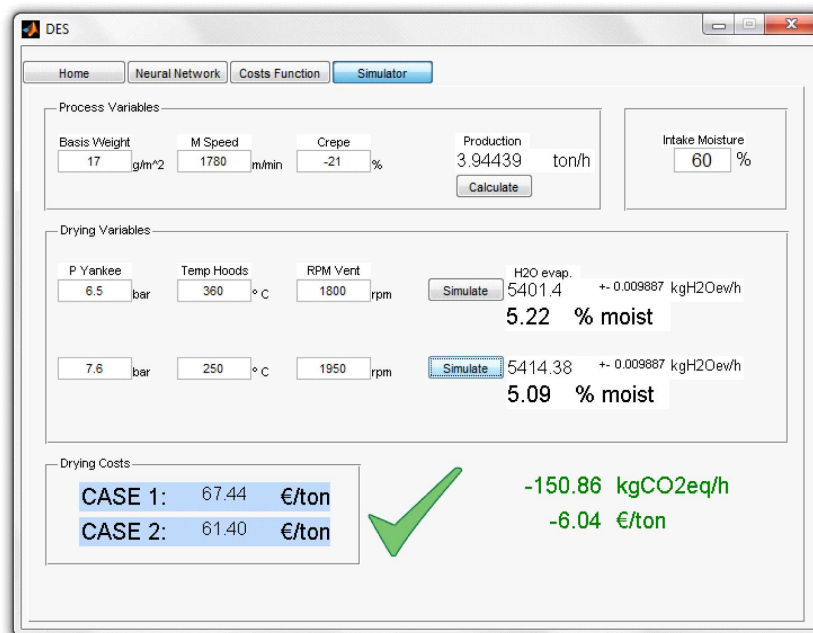 DES
Home Neural Network Costs Function Simulator
Process Variables
Basis Weight M Speed Crepe Production Intake Moisture
17 g/m^2 1780 m/min -21 % 3.94439 ton/h 60 %
Calculate
Drying Variables
P Yankee Temp Hoods RPM Vent H2O evap.
6.5 bar 360 ° C 1800 rpm Simulate 5401.4 +- 0.009887 kgH2Oev/h
5.22 % moist
7.6 bar 250 ° C 1950 rpm Simulate 5414.38 +- 0.009887 kgH2Oev/h
5.09 % moist
Drying Costs
CASE 1: 67.44 €/ton -150.86 kgCO2eq/h
CASE 2: 61.40 €/ton -6.04 €/ton